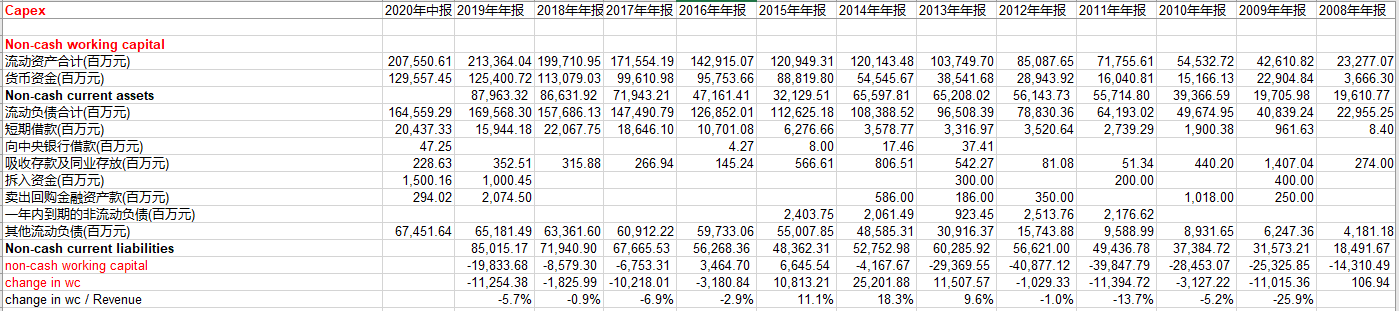 Capex 2020年中报 2019年年报 2018年年报 2017年年报 2016年年报 2015年年报 2014年年报 2013年年报 2012年年报 2011年年报 2010年年报 2009年年报 2008年年报
Non-cash working capital
流动资产合计(百万元) 207,550.61 213,364.04 199,710.95 171,554.19 142,915.07 120,949.31 120,143.48 103,749.70 85,087.65 71,755.61 54,532.72 42,610.82 23,277.07
货币资金(百万元) 129,557.45 125,400.72 113,079.03 99,610.98 95,753.66 88,819.80 54,545.67 38,541.68 28,943.92 16,040.81 15,166.13 22,904.84 3,666.30
Non-cash current assets 87,963.32 86,631.92 71,943.21 47,161.41 32,129.51 65,597.81 65,208.02 56,143.73 55,714.80 39,366.59 19,705.98 19,610.77
流动负债合计(百万元) 164,559.29 169,568.30 157,686.13 147,490.79 126,852.01 112,625.18 108,388.52 96,508.39 78,830.36 64,193.02 49,674.95 40,839.24 22,955.25
短期借款(百万元) 20,437.33 15,944.18 22,067.75 18,646.10 10,701.08 6,276.66 3,578.77 3,316.97 3,520.64 2,739.29 1,900.38 961.63 8.40
向中央银行借款(百万元) 47.25 4.27 8.00 17.46 37.41
吸收存款及同业存放(百万元) 228.63 352.51 315.88 266.94 145.24 566.61 806.51 542.27 81.08 51.34 440.20 1,407.04 274.00
拆入资金(百万元) 1,500.16 1,000.45 300.00 200.00 400.00
卖出回购金融资产款(百万元) 294.02 2,074.50 586.00 186.00 350.00 1,018.00 250.00
一年内到期的非流动负债(百万元) 2,403.75 2,061.49 923.45 2,513.76 2,176.62
其他流动负债(百万元) 67,451.64 65,181.49 63,361.60 60,912.22 59,733.06 55,007.85 48,585.31 30,916.37 15,743.88 9,588.99 8,931.65 6,247.36 4,181.18
Non-cash current liabilities 85,015.17 71,940.90 67,665.53 56,268.36 48,362.31 52,752.98 60,285.92 56,621.00 49,436.78 37,384.72 31,573.21 18,491.67
non-cash working capital -19,833.68 -8,579.30 -6,753.31 3,464.70 6,645.54 -4,167.67 -29,369.55 -40,877.12 -39,847.79 -28,453.07 -25,325.85 -14,310.49
change in wc -11,254.38 -1,825.99 -10,218.01 -3,180.84 10,813.21 25,201.88 11,507.57 -1,029.33 -11,394.72 -3,127.22 -11,015.36 106.94
change in wc / Revenue -5.7% -0.9% -6.9% -2.9% 11.1% 18.3% 9.6% -1.0% -13.7% -5.2% -25.9%